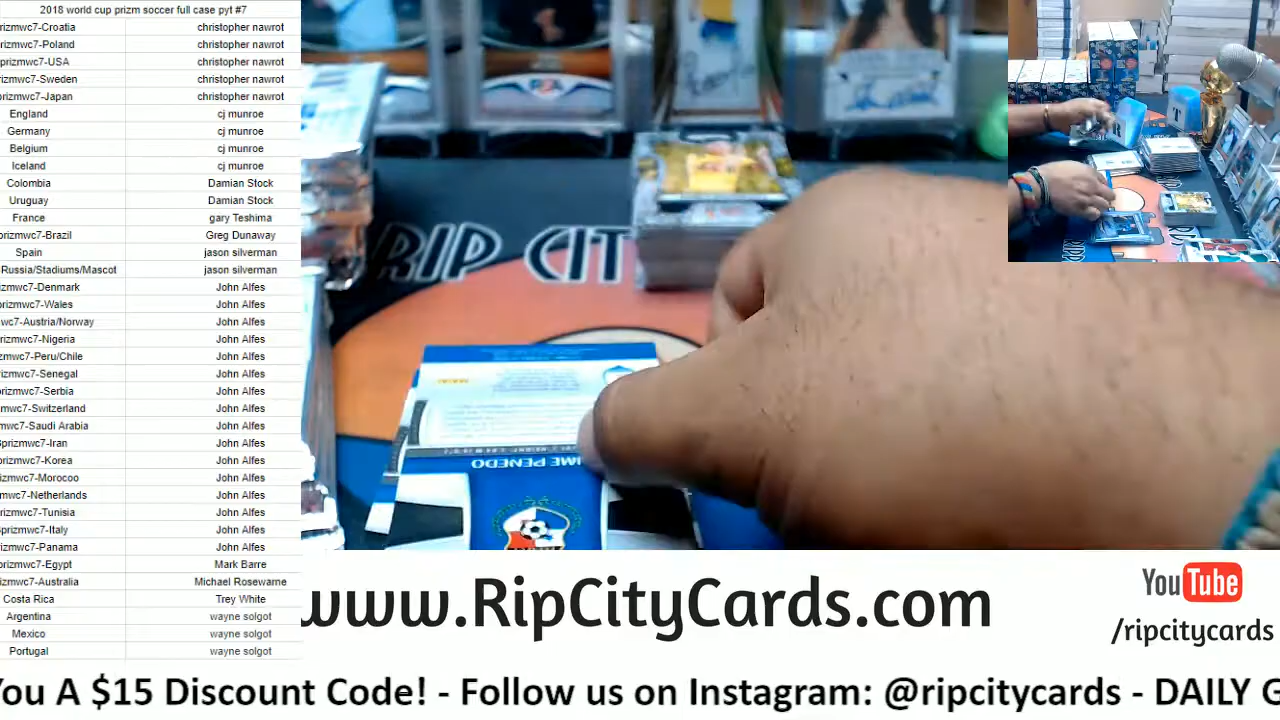 2018 world cup prizm soccer full case pyt #7
rizmwc7-Croatia christopher nawrot
prizmwc7-Poland christopher nawrot
prizmwc7-USA christopher nawrot
rizmwc7-Sweden christopher nawrot
rizmwc7-Japan christopher nawrot
England cj munroe
Germany cj munroe
Belgium cj munroe
Iceland cj munroe
Colombia Damian Stock
Uruguay Damian Stock
France gary Teshima
prizmwc7-Brazil Greg Dunaway
Spain jason silverman
Russia/Stadiums/Mascot jason silverman
izmwc7-Denmark John Alfes
rizmwc7-Wales John Alfes
wc7-Austria/Norway John Alfes
rizmwc7-Nigeria John Alfes
zmwc7-Peru/Chile John Alfes
izmwc7-Senegal John Alfes
rizmwc7-Serbia John Alfes
mwc7-Switzerland John Alfes
mwc7-Saudi Arabia John Alfes
prizmwc7-Iran John Alfes
rizmwc7-Korea John Alfes
zmwc7-Morocoo John Alfes
mwc7-Netherlands John Alfes
izmwc7-Tunisia John Alfes
prizmwc7-Italy John Alfes
izmwc7-Panama John Alfes
rizmwc7-Egypt Mark Barre
izmwc7-Australia Michael Rosewarne
Costa Rica Trey White
Argentina wayne solgot
Mexico wayne solgot
Portugal wayne solgot
RIP CIT
IME PENEDO
www.RipCityCards.com
YouTube
/ripcitycards
You A $15 Discount Code! - Follow us on Instagram: @ripcitycards - DAILY G